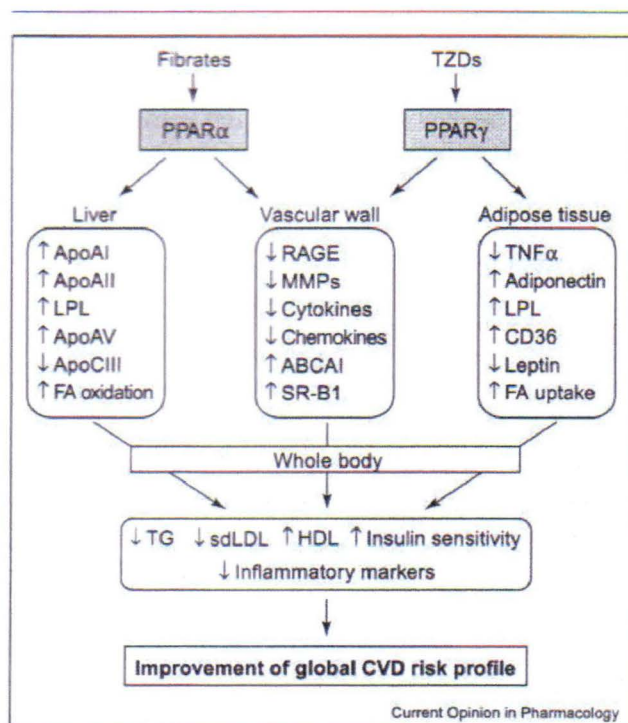 Fibrates TZDs
PPARα PPARγ
Liver Vascular wall Adipose tissue
↑ ApoAI
↑ ApoAII
↑ LPL
↑ ApoAV
↓ ApoCIII
↑ FA oxidation
↓ RAGE
↓ MMPs
↓ Cytokines
↓ Chemokines
↑ ABCAI
↑ SR-B1
↓ TNFα
↑ Adiponectin
↑ LPL
↑ CD36
↓ Leptin
↑ FA uptake
Whole body
↓ TG ↓ sdLDL ↑ HDL ↑ Insulin sensitivity
↓ Inflammatory markers
Improvement of global CVD risk profile
Current Opinion in Pharmacology